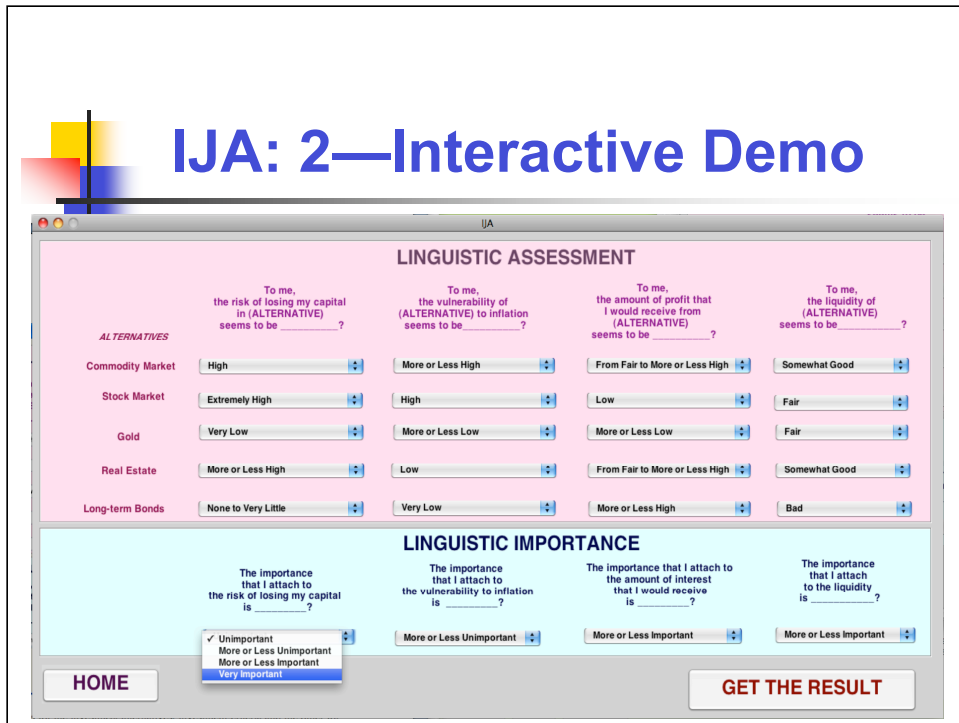 IJA: 2—Interactive Demo
IJA
LINGUISTIC ASSESSMENT
ALTERNATIVES
To me,
the risk of losing my capital
in (ALTERNATIVE)
seems to be __________?
To me,
the vulnerability of
(ALTERNATIVE) to inflation
seems to be__________?
To me,
the amount of profit that
I would receive from
(ALTERNATIVE)
seems to be __________?
To me,
the liquidity of
(ALTERNATIVE)
seems to be___________?
Commodity Market High More or Less High From Fair to More or Less High Somewhat Good
Stock Market Extremely High High Low Fair
Gold Very Low More or Less Low More or Less Low Fair
Real Estate More or Less High Low From Fair to More or Less High Somewhat Good
Long-term Bonds None to Very Little Very Low More or Less High Bad
LINGUISTIC IMPORTANCE
The importance
that I attach to
the risk of losing my capital
is _________?
The importance
that I attach to
the vulnerability to inflation
is _________?
The importance that I attach to
the amount of interest
that I would receive
is _________?
The importance
that I attach
to the liquidity
is ___________?
✓ Unimportant
More or Less Unimportant
More or Less Important
Very Important
More or Less Unimportant
More or Less Important
More or Less Important
HOME
GET THE RESULT